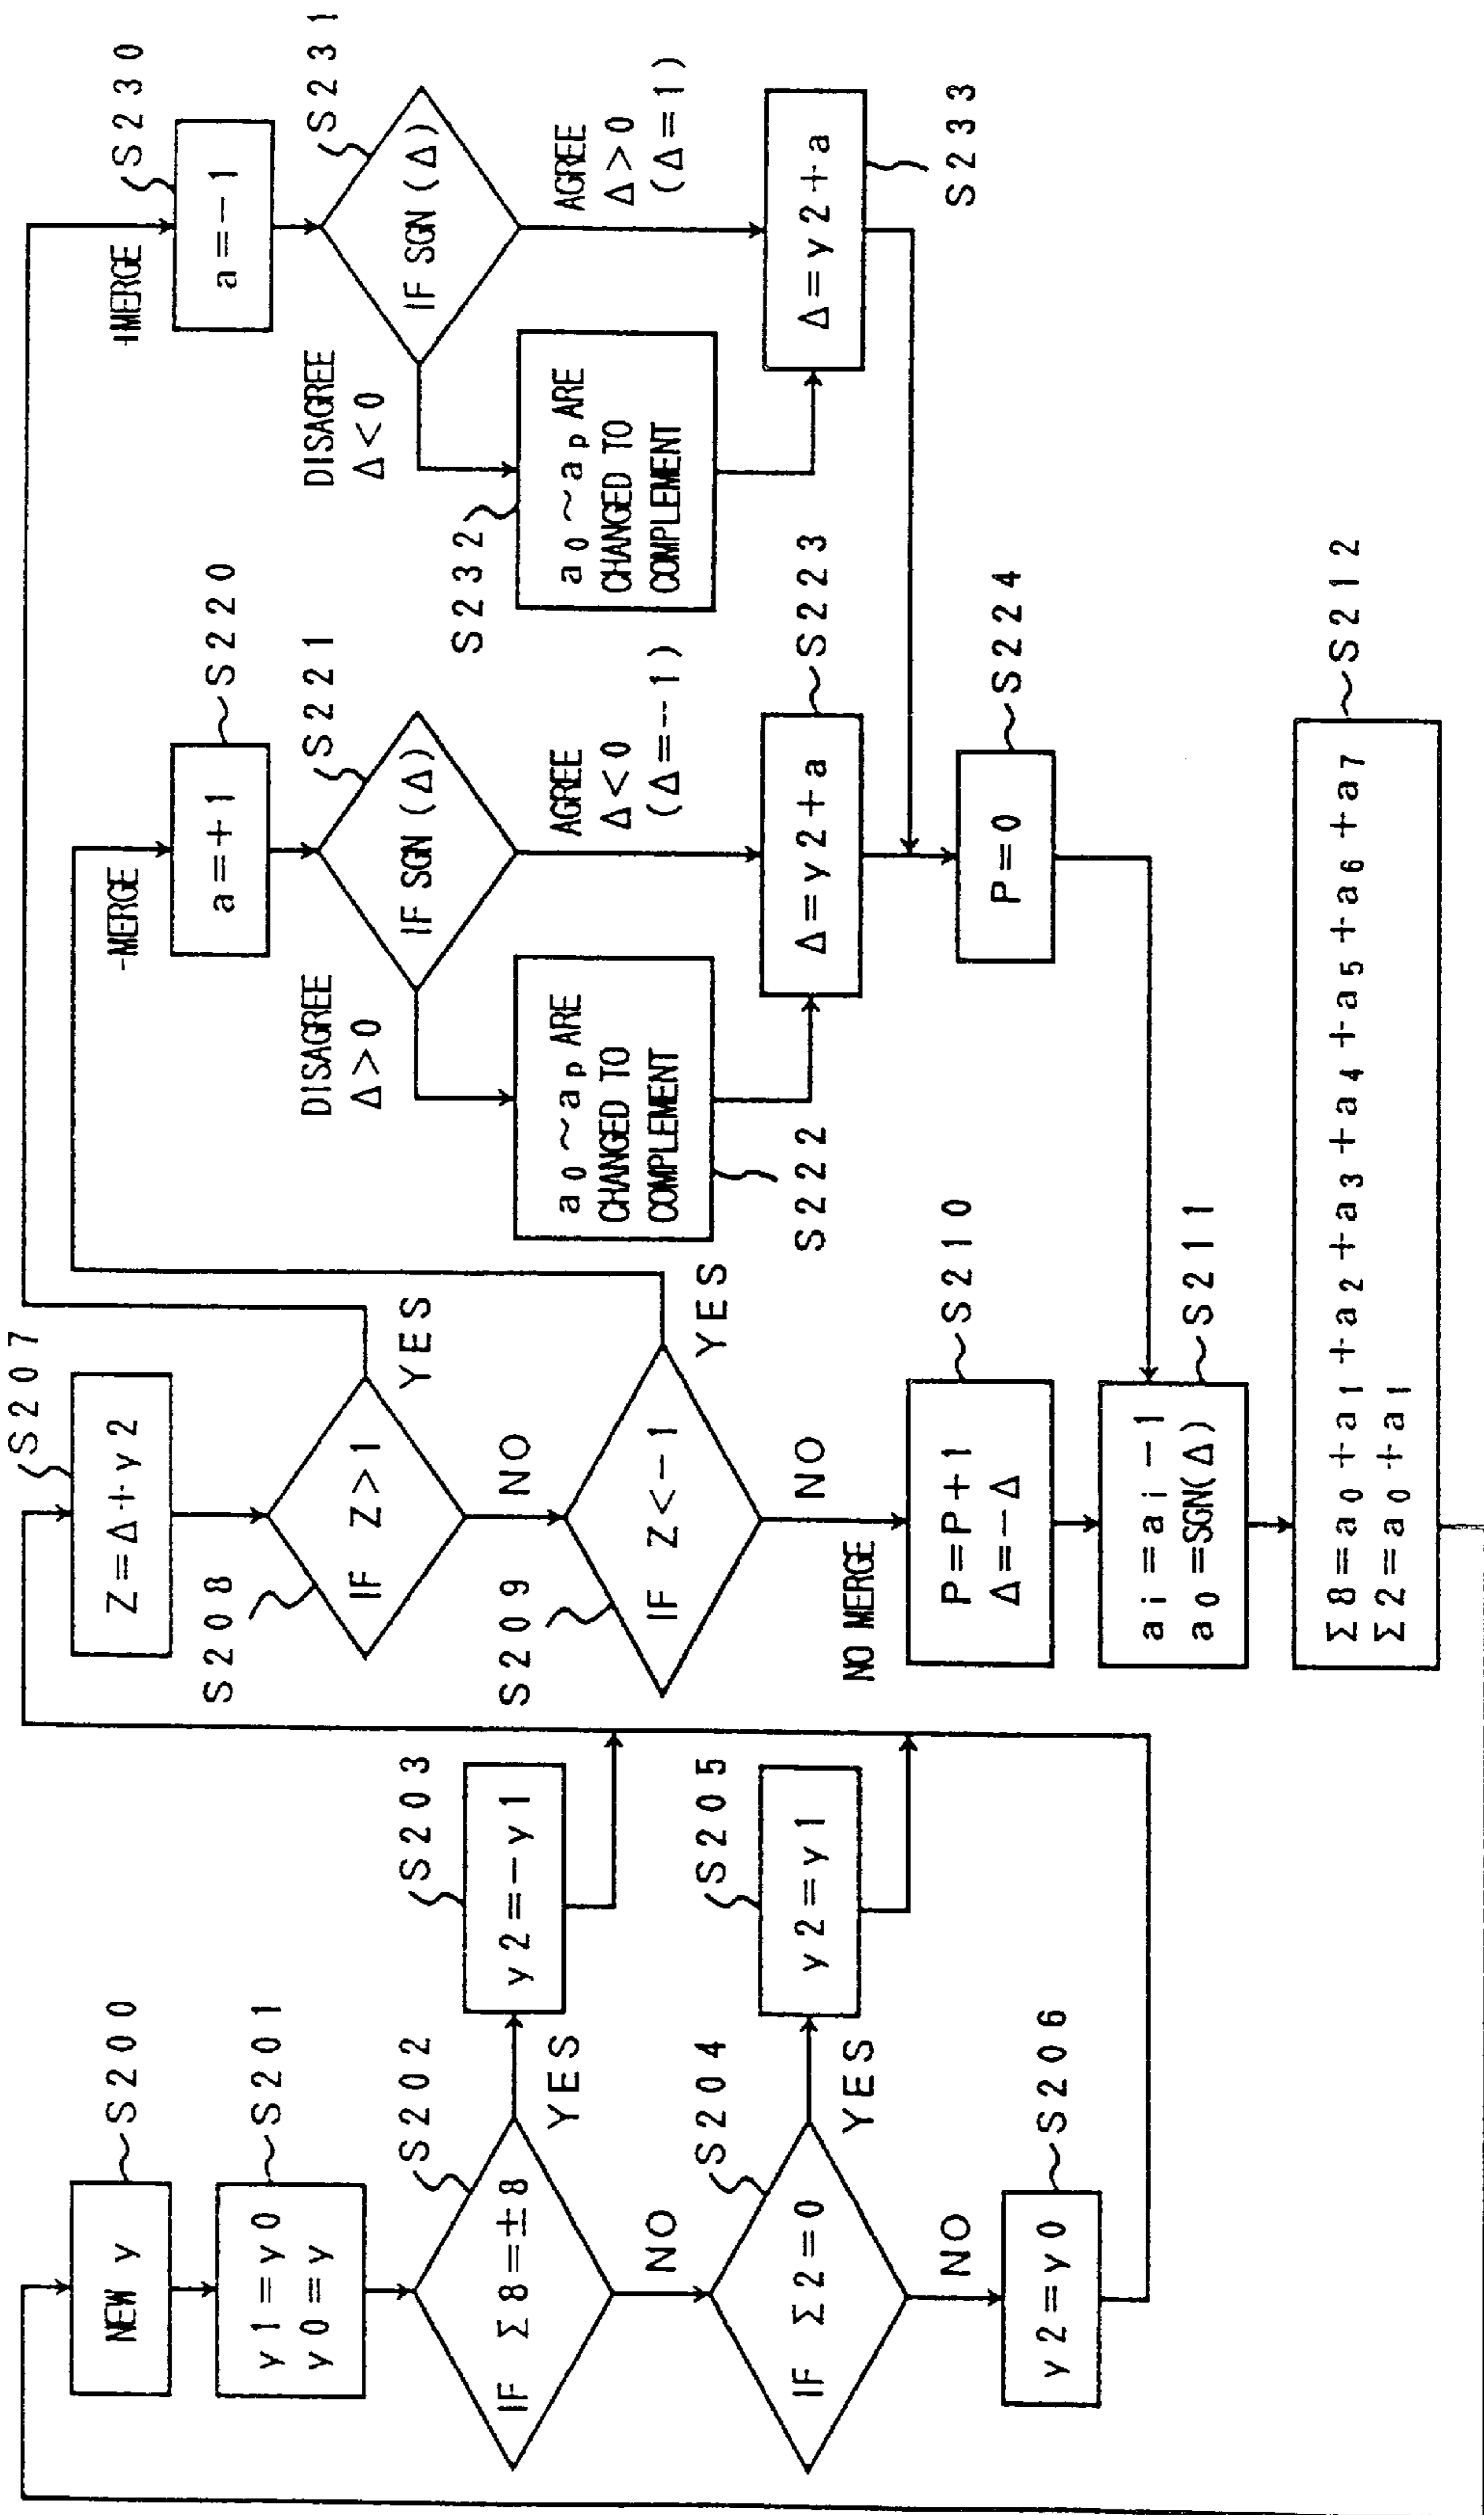 S200
NEW y
S201
y1=y0
y0=y
S202
IF Σ8=±8
YES
S203
y2=−y1
NO
S204
IF Σ2=0
YES
S205
y2=y1
NO
S206
y2=y0
S207
Z=Δ+y2
S208
IF Z>1
YES
NO
S209
IF Z<−1
YES
NO
NO MERGE
S210
P=P+1
Δ=−Δ
S211
ai=ai−1
a0=SGN(Δ)
S212
Σ8=a0+a1+a2+a3+a4+a5+a6+a7
Σ2=a0+a1
-MERGE
S220
a=+1
S221
IF SGN(Δ)
DISAGREE
Δ>0
AGREE
Δ<0
(Δ=−1)
S222
a0~ap ARE
CHANGED TO
COMPLEMENT
S223
Δ=y2+a
S224
P=0
+MERGE
S230
a=−1
S231
IF SGN(Δ)
DISAGREE
Δ<0
AGREE
Δ>0
(Δ=1)
S232
a0~ap ARE
CHANGED TO
COMPLEMENT
S233
Δ=y2+a